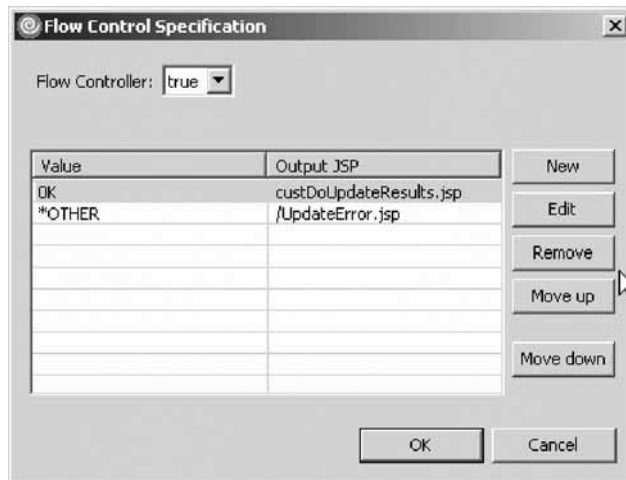 Flow Control Specification
Flow Controller: true
Value Output JSP
OK custDoUpdateResults.jsp
*OTHER /UpdateError.jsp
New
Edit
Remove
Move up
Move down
OK Cancel